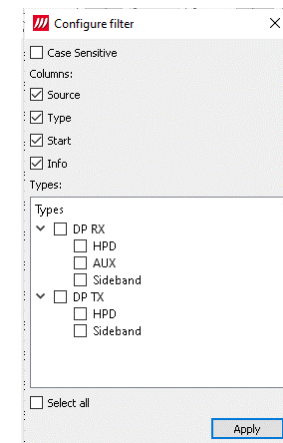 Configure filter
Case Sensitive
Columns:
Source
Type
Start
Info
Types:
Types
DP RX
HPD
AUX
Sideband
DP TX
HPD
Sideband
Select all
Apply